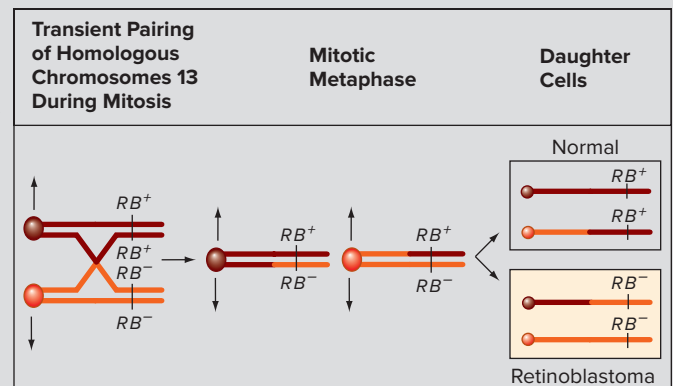 Transient Pairing
of Homologous
Chromosomes 13
During Mitosis
Mitotic
Metaphase
Daughter
Cells
RB+
RB+
RB−
RB−
RB+
RB−
RB+
RB−
Normal
RB+
RB+
RB−
RB−
Retinoblastoma